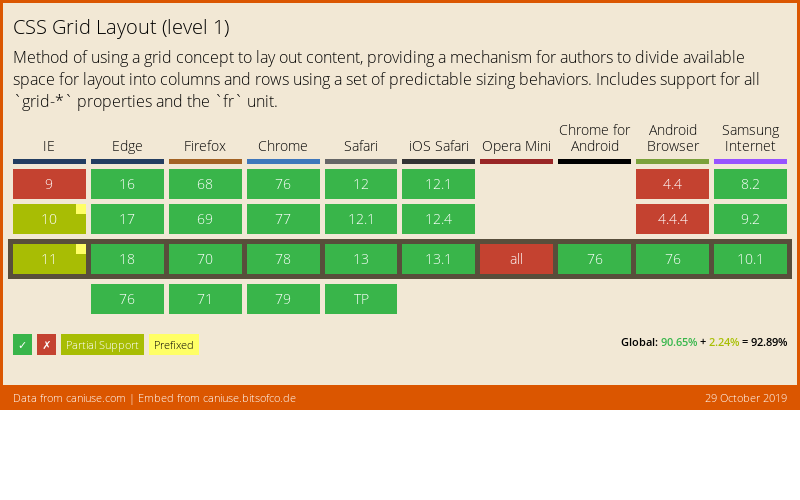 CSS Grid Layout (level 1)
Method of using a grid concept to lay out content, providing a mechanism for authors to divide available
space for layout into columns and rows using a set of predictable sizing behaviors. Includes support for all
`grid-*` properties and the `fr` unit.
IE Edge Firefox Chrome Safari iOS Safari Opera Mini Chrome for Android Android Browser Samsung Internet
9 16 68 76 12 12.1 4.4 8.2
10 17 69 77 12.1 12.4 4.4.4 9.2
11 18 70 78 13 13.1 all 76 76 10.1
76 71 79 TP
✓ ✗ Partial Support Prefixed
Global: 90.65% + 2.24% = 92.89%
Data from caniuse.com | Embed from caniuse.bitsofco.de
29 October 2019